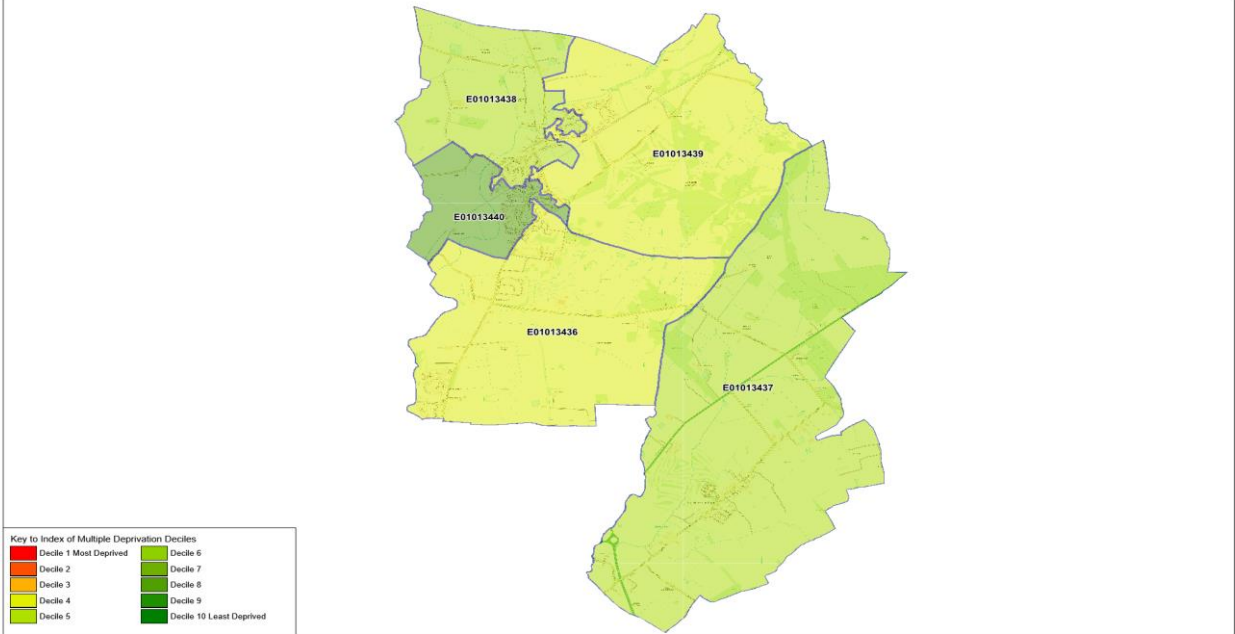 E01013438
E01013439
E01013440
E01013436
E01013437
Key to Index of Multiple Deprivation Deciles
Decile 1 Most Deprived
Decile 2
Decile 3
Decile 4
Decile 5
Decile 6
Decile 7
Decile 8
Decile 9
Decile 10 Least Deprived